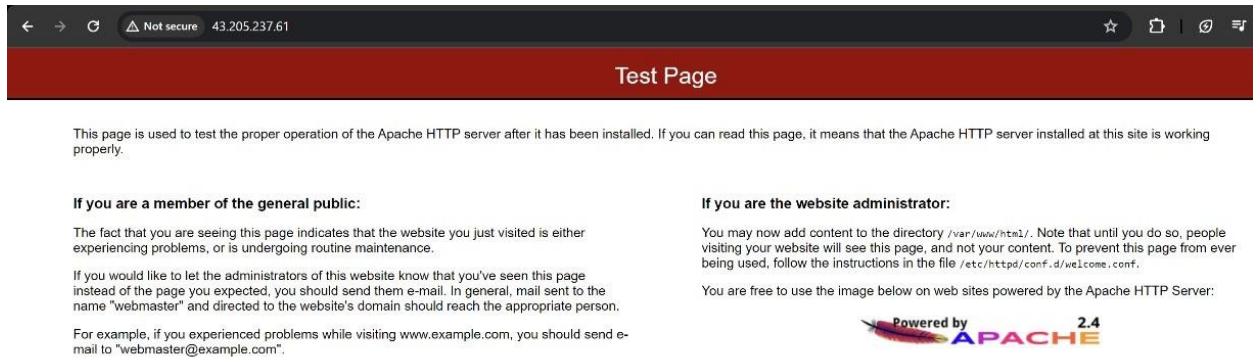 Not secure 43.205.237.61
Test Page
This page is used to test the proper operation of the Apache HTTP server after it has been installed. If you can read this page, it means that the Apache HTTP server installed at this site is working
properly.
If you are a member of the general public:
The fact that you are seeing this page indicates that the website you just visited is either
experiencing problems, or is undergoing routine maintenance.
If you would like to let the administrators of this website know that you've seen this page
instead of the page you expected, you should send them e-mail. In general, mail sent to the
name "webmaster" and directed to the website's domain should reach the appropriate person.
For example, if you experienced problems while visiting www.example.com, you should send e-
mail to "webmaster@example.com".
If you are the website administrator:
You may now add content to the directory /var/www/html/. Note that until you do so, people
visiting your website will see this page, and not your content. To prevent this page from ever
being used, follow the instructions in the file /etc/httpd/conf.d/welcome.conf.
You are free to use the image below on web sites powered by the Apache HTTP Server:
Powered by 2.4
APACHE